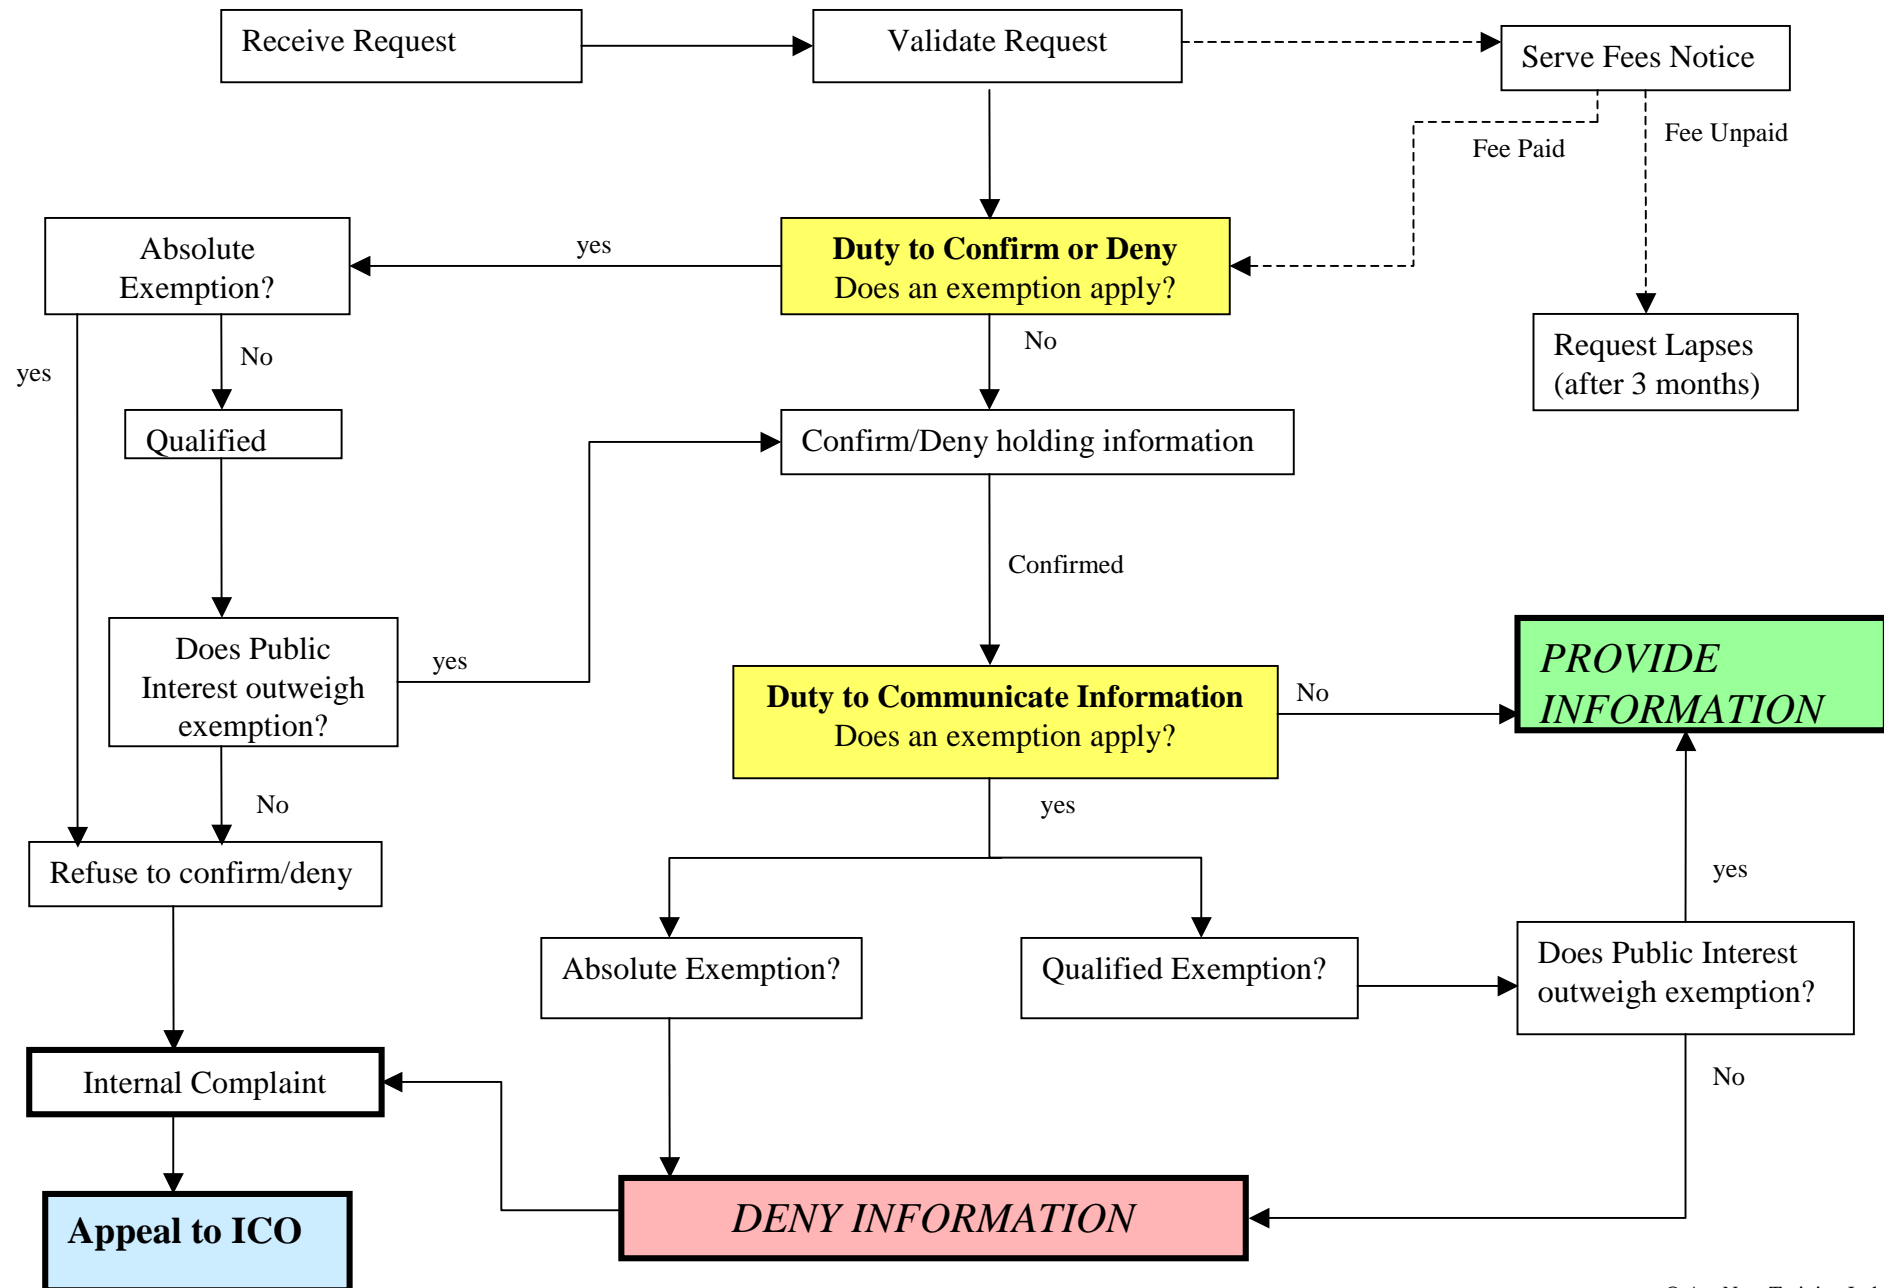 Receive Request
Validate Request
Serve Fees Notice
Fee Paid
Fee Unpaid
Absolute
Exemption?
yes
Duty to Confirm or Deny
Does an exemption apply?
No
yes
No
Request Lapses
(after 3 months)
Qualified
Confirm/Deny holding information
Confirmed
Does Public
Interest outweigh
exemption?
yes
No
Duty to Communicate Information
Does an exemption apply?
No
PROVIDE
INFORMATION
yes
Refuse to confirm/deny
yes
Absolute Exemption?
Qualified Exemption?
Does Public Interest
outweigh exemption?
No
Internal Complaint
DENY INFORMATION
Appeal to ICO